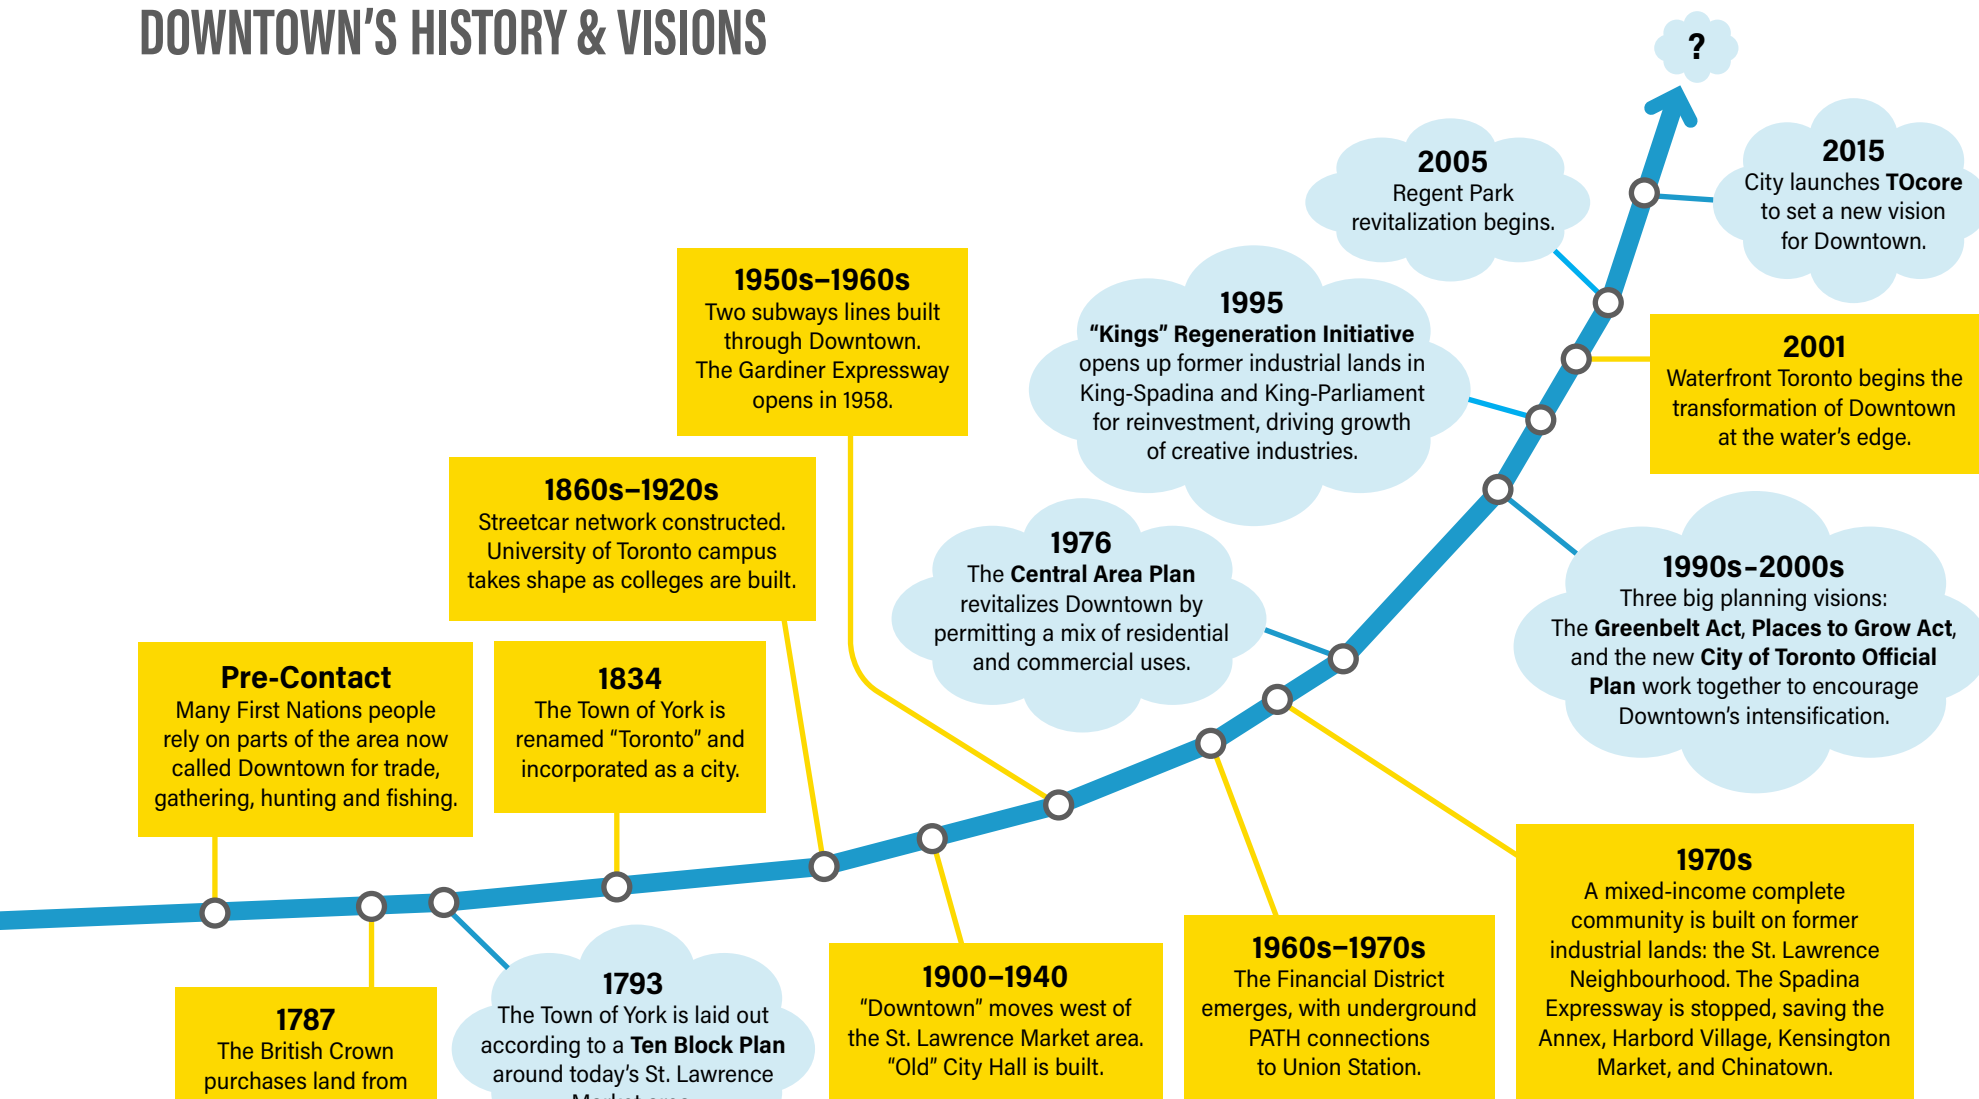 DOWNTOWN'S HISTORY & VISIONS
?
2015
City launches TOcore
to set a new vision
for Downtown.
2005
Regent Park
revitalization begins.
1950s–1960s
Two subways lines built
through Downtown.
The Gardiner Expressway
opens in 1958.
1995
“Kings” Regeneration Initiative
opens up former industrial lands in
King-Spadina and King-Parliament
for reinvestment, driving growth
of creative industries.
2001
Waterfront Toronto begins the
transformation of Downtown
at the water's edge.
1860s–1920s
Streetcar network constructed.
University of Toronto campus
takes shape as colleges are built.
1976
The Central Area Plan
revitalizes Downtown by
permitting a mix of residential
and commercial uses.
1990s–2000s
Three big planning visions:
The Greenbelt Act, Places to Grow Act,
and the new City of Toronto Official
Plan work together to encourage
Downtown's intensification.
Pre-Contact
Many First Nations people
rely on parts of the area now
called Downtown for trade,
gathering, hunting and fishing.
1834
The Town of York is
renamed “Toronto” and
incorporated as a city.
1787
The British Crown
purchases land from
1793
The Town of York is laid out
according to a Ten Block Plan
around today's St. Lawrence
1900–1940
“Downtown” moves west of
the St. Lawrence Market area.
“Old” City Hall is built.
1960s–1970s
The Financial District
emerges, with underground
PATH connections
to Union Station.
1970s
A mixed-income complete
community is built on former
industrial lands: the St. Lawrence
Neighbourhood. The Spadina
Expressway is stopped, saving the
Annex, Harbord Village, Kensington
Market, and Chinatown.